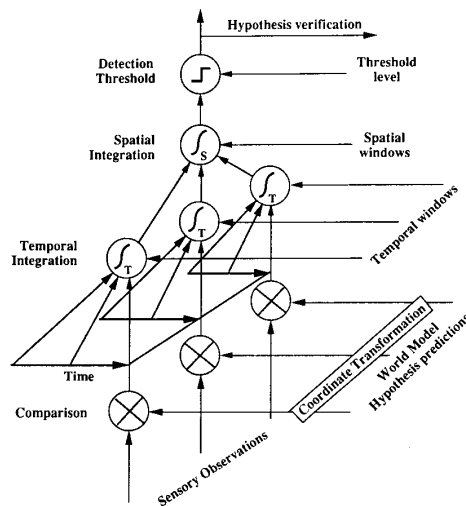 Hypothesis verification
Detection
Threshold
Threshold
level
Spatial
Integration
∫S
Spatial
windows
∫T
∫T
∫T
Temporal
Integration
Temporal windows
Time
Coordinate Transformation
World Model
Hypothesis predictions
Comparison
Sensory Observations